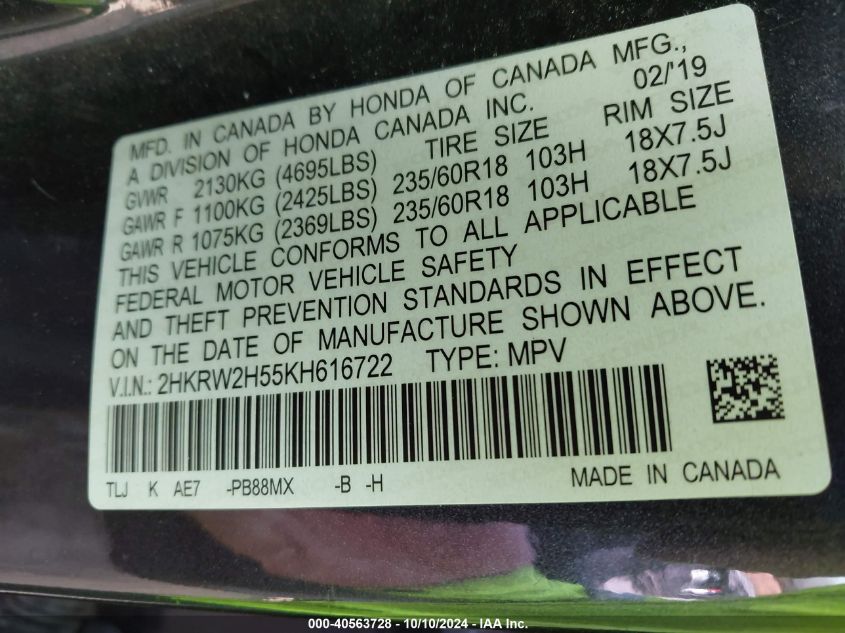 MFD. IN CANADA BY HONDA OF CANADA MFG.,
A DIVISION OF HONDA CANADA INC. 02/'19
GVWR 2130KG (4695LBS) TIRE SIZE RIM SIZE
GAWR F 1100KG (2425LBS) 235/60R18 103H 18X7.5J
GAWR R 1075KG (2369LBS) 235/60R18 103H 18X7.5J
THIS VEHICLE CONFORMS TO ALL APPLICABLE
FEDERAL MOTOR VEHICLE SAFETY
AND THEFT PREVENTION STANDARDS IN EFFECT
ON THE DATE OF MANUFACTURE SHOWN ABOVE.
V.I.N.: 2HKRW2H55KH616722 TYPE: MPV
TLJ K AE7 -PB88MX -B -H MADE IN CANADA
000-40563728 - 10/10/2024 - IAA Inc.